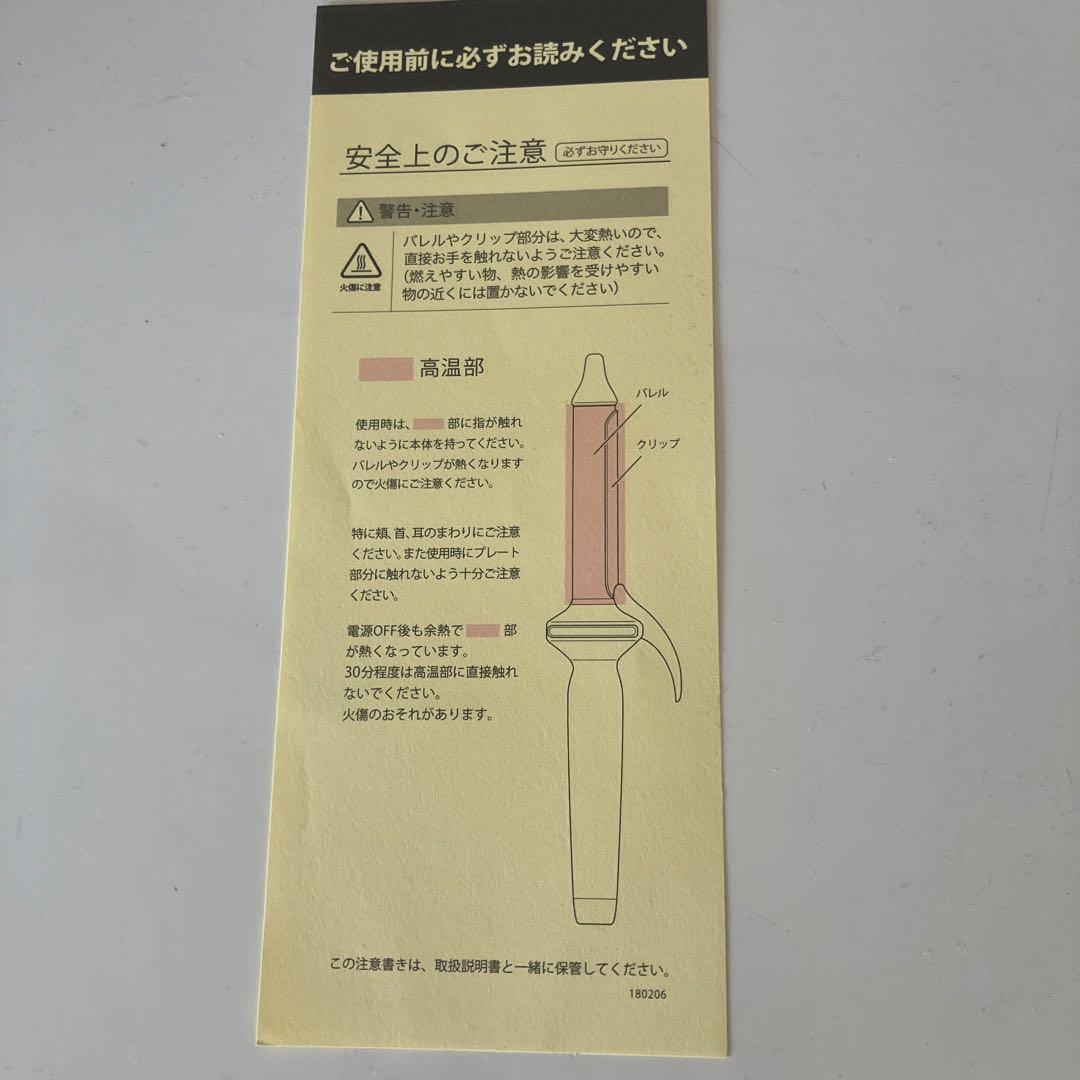 ご使用前に必ずお読みください
安全上のご注意 必ずお守りください
警告・注意
火傷に注意
バレルやクリップ部分は、大変熱いので、
直接お手を触れないようご注意ください。
（燃えやすい物、熱の影響を受けやすい
物の近くには置かないでください）
高温部
使用時は、 部に指が触れ
ないように本体を持ってください。
バレルやクリップが熱くなります
ので火傷にご注意ください。
特に頬、首、耳のまわりにご注意
ください。また使用時にプレート
部分に触れないよう十分ご注意
ください。
電源OFF後も余熱で 部
が熱くなっています。
30分程度は高温部に直接触れ
ないでください。
火傷のおそれがあります。
バレル
クリップ
この注意書きは、取扱説明書と一緒に保管してください。
180206